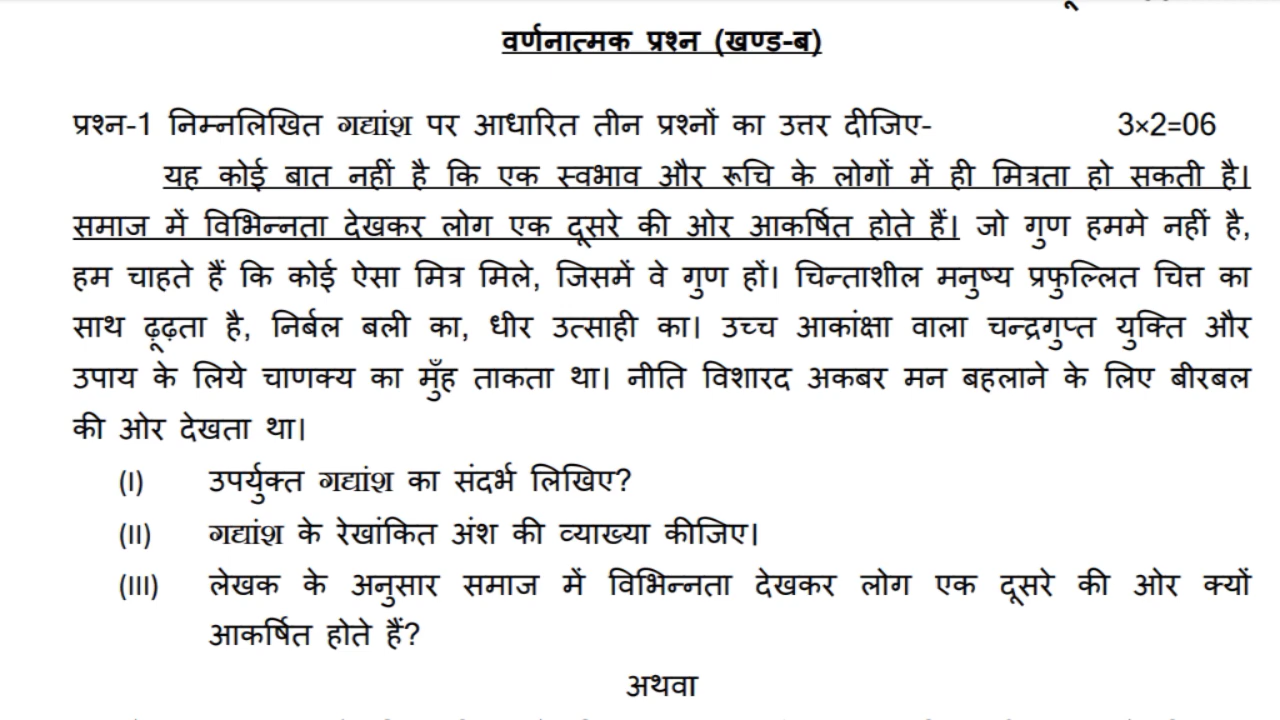 वर्णनात्मक प्रश्न (खण्ड-ब)
प्रश्न-1 निम्नलिखित गद्यांश पर आधारित तीन प्रश्नों का उत्तर दीजिए- 3×2=06
यह कोई बात नहीं है कि एक स्वभाव और रूचि के लोगों में ही मित्रता हो सकती है।
समाज में विभिन्नता देखकर लोग एक दूसरे की ओर आकर्षित होते हैं। जो गुण हममे नहीं है,
हम चाहते हैं कि कोई ऐसा मित्र मिले, जिसमें वे गुण हों। चिन्ताशील मनुष्य प्रफुल्लित चित्त का
साथ ढूढ़ता है, निर्बल बली का, धीर उत्साही का। उच्च आकांक्षा वाला चन्द्रगुप्त युक्ति और
उपाय के लिये चाणक्य का मुँह ताकता था। नीति विशारद अकबर मन बहलाने के लिए बीरबल
की ओर देखता था।
(I) उपर्युक्त गद्यांश का संदर्भ लिखिए?
(II) गद्यांश के रेखांकित अंश की व्याख्या कीजिए।
(III) लेखक के अनुसार समाज में विभिन्नता देखकर लोग एक दूसरे की ओर क्यों
आकर्षित होते हैं?
अथवा